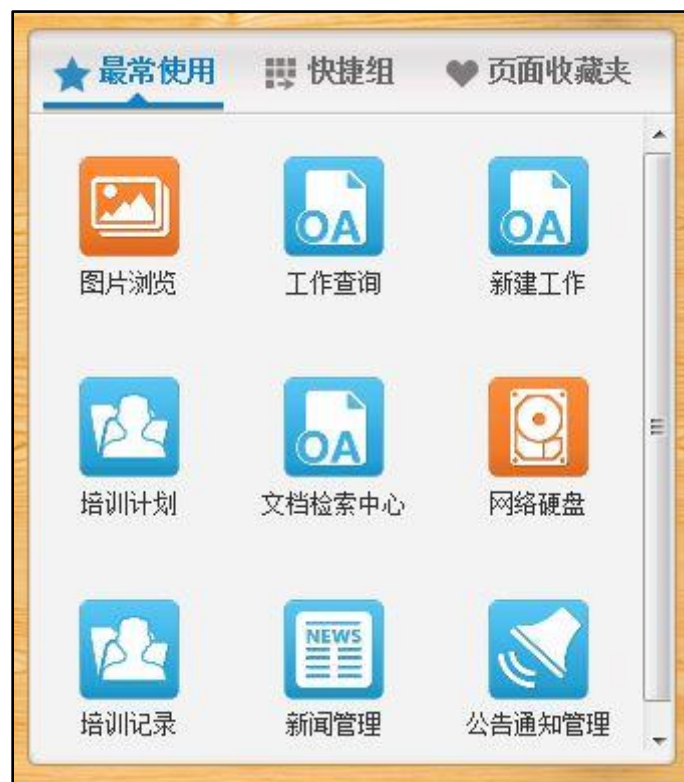 最常使用 快捷组 页面收藏夹
图片浏览 OA 工作查询 OA 新建工作
培训计划 OA 文档检索中心 网络硬盘
培训记录 NEWS 新闻管理 公告通知管理